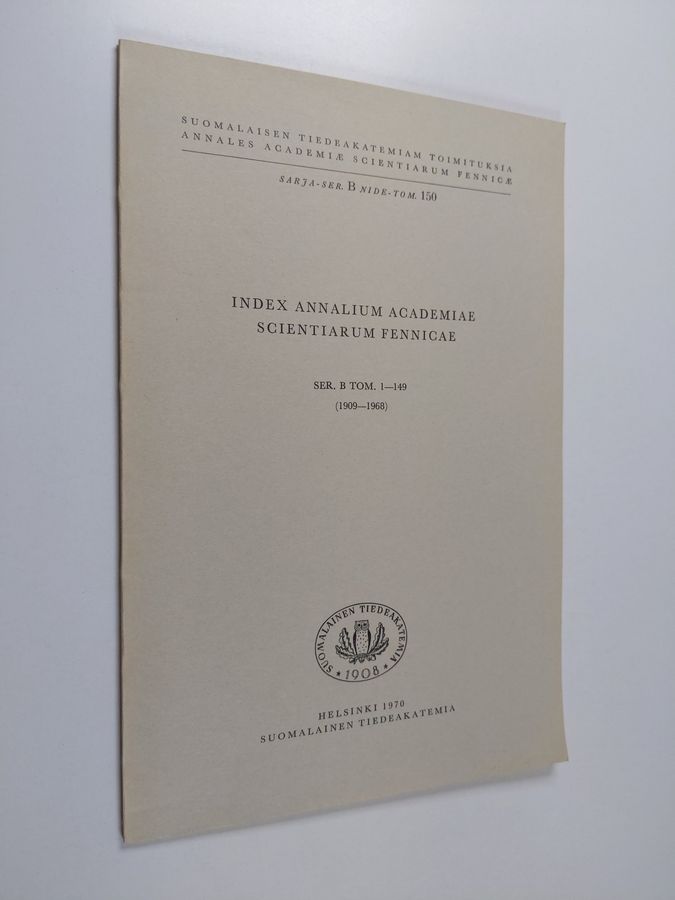 SUOMALAISEN TIEDEAKATEMIAM TOIMITUKSIA
ANNALES ACADEMIÆ SCIENTIARUM FENNICÆ
SARJA-SER. B NIDE-TOM. 150
INDEX ANNALIUM ACADEMIAE
SCIENTIARUM FENNICAE
SER. B TOM. 1—149
(1909—1968)
SUOMALAINEN TIEDEAKATEMIA
★ 1908 ★
HELSINKI 1970
SUOMALAINEN TIEDEAKATEMIA